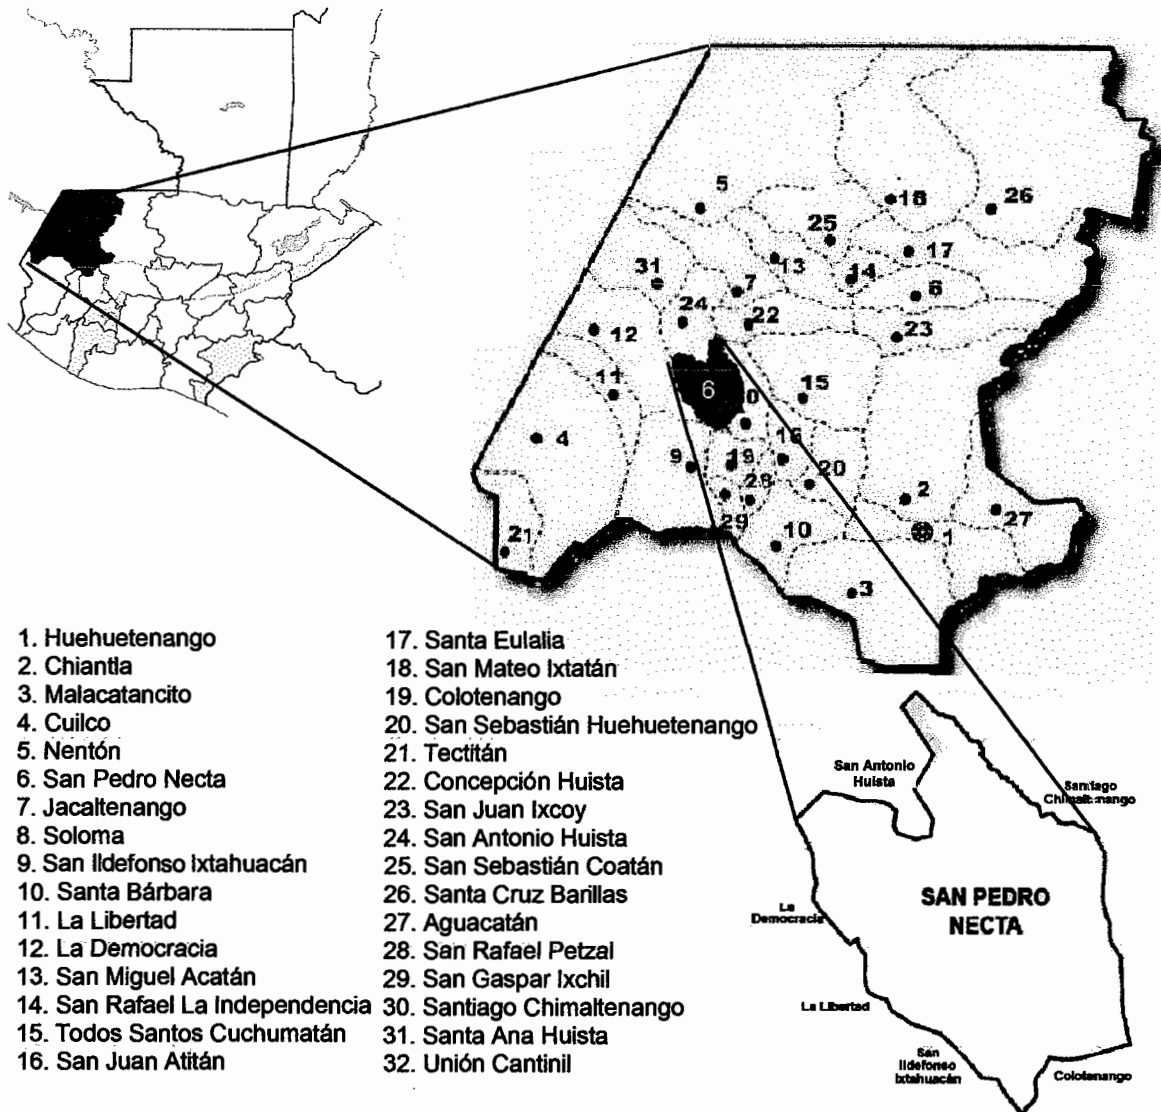 5
18
26
25
17
13
14
31
7
8
24
22
12
23
6
11
15
0
4
16
9
19
20
28
2
27
29
21
10
1
3
1. Huehuetenango
2. Chiantla
3. Malacatancito
4. Cuilco
5. Nentón
6. San Pedro Necta
7. Jacaltenango
8. Soloma
9. San Ildefonso Ixtahuacán
10. Santa Bárbara
11. La Libertad
12. La Democracia
13. San Miguel Acatán
14. San Rafael La Independencia
15. Todos Santos Cuchumatán
16. San Juan Atitán
17. Santa Eulalia
18. San Mateo Ixtatán
19. Colotenango
20. San Sebastián Huehuetenango
21. Tectitán
22. Concepción Huista
23. San Juan Ixcoy
24. San Antonio Huista
25. San Sebastián Coatán
26. Santa Cruz Barillas
27. Aguacatán
28. San Rafael Petzal
29. San Gaspar Ixchil
30. Santiago Chimaltenango
31. Santa Ana Huista
32. Unión Cantinil
San Antonio
Huista
Santiago
Chimaltenango
SAN PEDRO
NECTA
La
Democracia
La Libertad
San
Ildefonso
Ixtahuacán
Colotenango